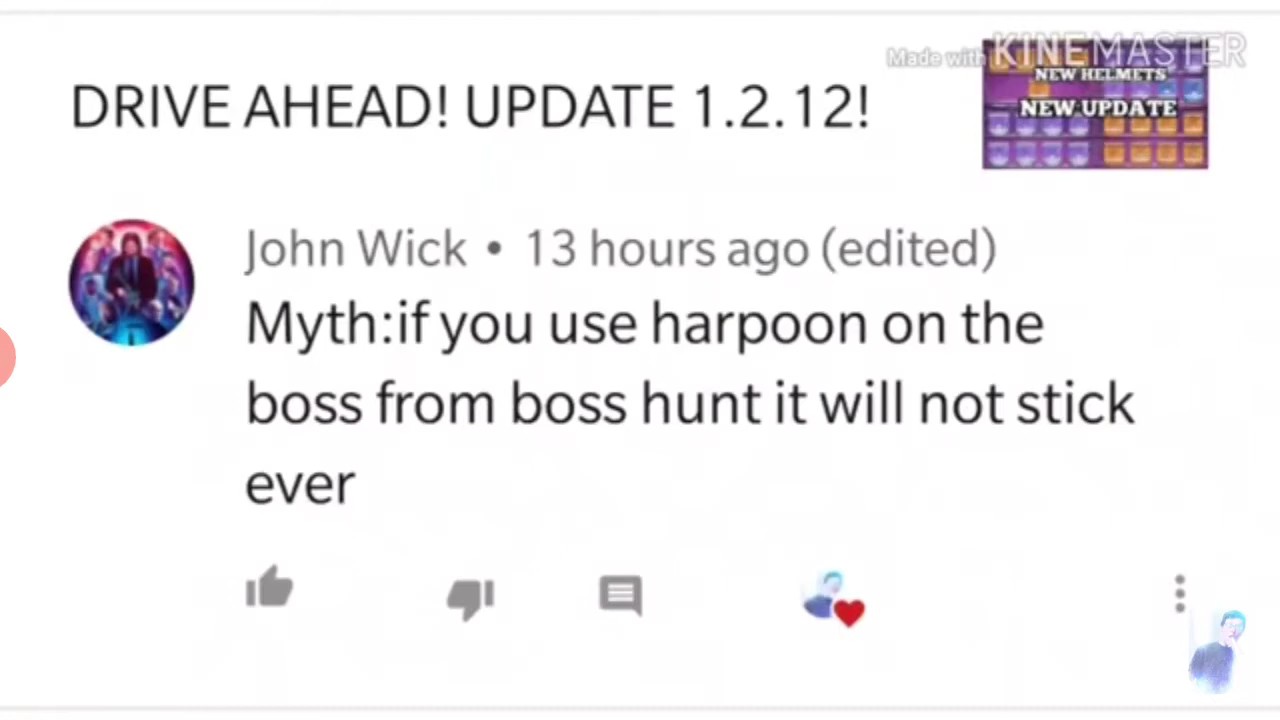 Made with KINEMASTER
DRIVE AHEAD! UPDATE 1.2.12!
NEW HELMETS
NEW UPDATE
John Wick • 13 hours ago (edited)
Myth:if you use harpoon on the
boss from boss hunt it will not stick
ever